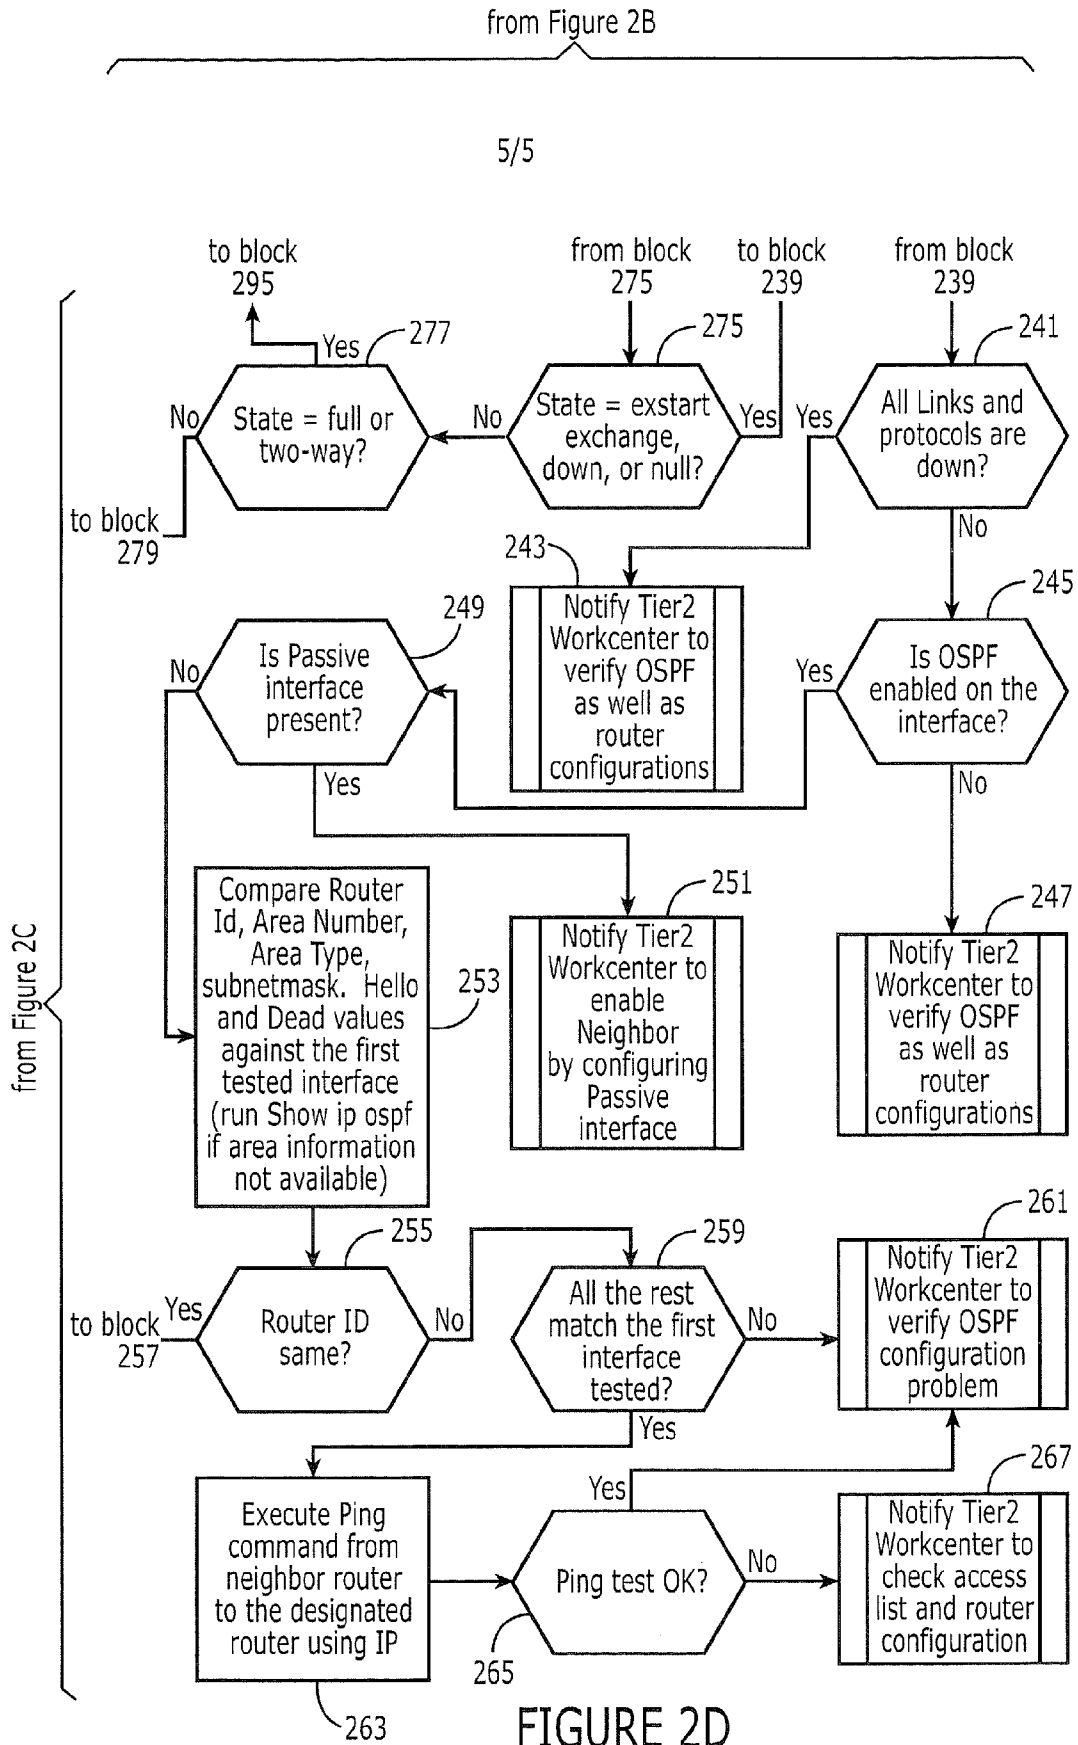 from Figure 2B
5/5
to block
295
from block
275
to block
239
from block
239
277
275
241
Yes
State = full or
two-way?
No
to block
279
No
State = exstart
exchange,
down, or null?
Yes
All Links and
protocols are
down?
Yes
No
243
Notify Tier2
Workcenter to
verify OSPF
as well as
router
configurations
245
Is OSPF
enabled on the
interface?
Yes
No
249
Is Passive
interface
present?
No
Yes
from Figure 2C
Compare Router
Id, Area Number,
Area Type,
subnetmask. Hello
and Dead values
against the first
tested interface
(run Show ip ospf
if area information
not available)
253
251
Notify Tier2
Workcenter to
enable
Neighbor
by configuring
Passive
interface
247
Notify Tier2
Workcenter to
verify OSPF
as well as
router
configurations
255
Router ID
same?
Yes
to block
257
No
259
All the rest
match the first
interface
tested?
No
Yes
261
Notify Tier2
Workcenter to
verify OSPF
configuration
problem
Execute Ping
command from
neighbor router
to the designated
router using IP
263
Yes
Ping test OK?
No
265
267
Notify Tier2
Workcenter to
check access
list and router
configuration
FIGURE 2D